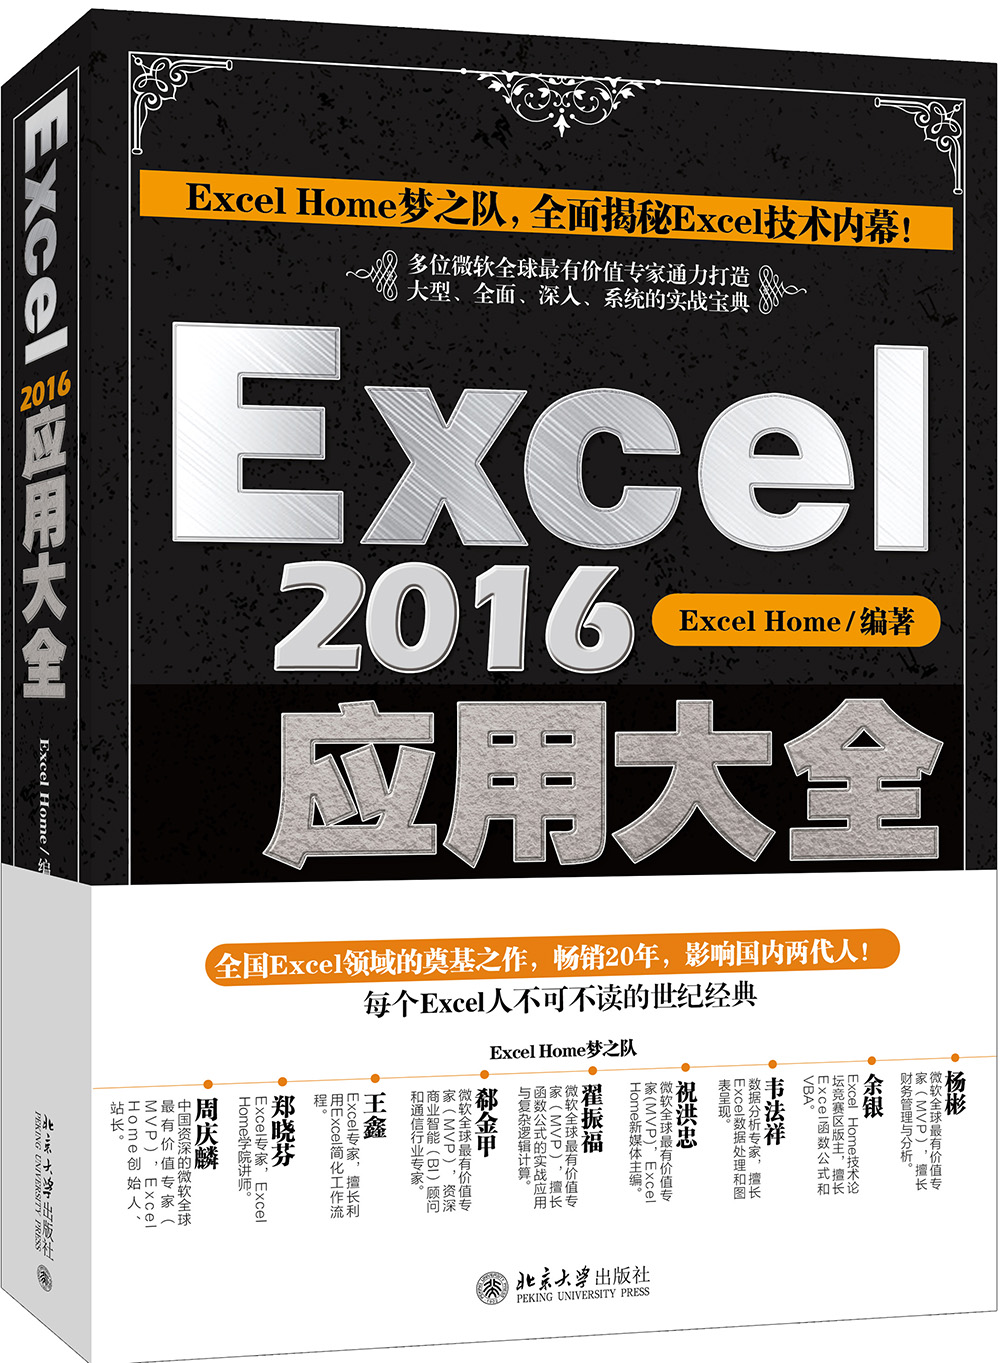 Excel Home梦之队，全面揭秘Excel技术内幕！
多位微软全球最有价值专家通力打造
大型、全面、深入、系统的实战宝典
Excel
2016
Excel Home / 编著
应用大全
全国Excel领域的奠基之作，畅销20年，影响国内两代人！
每个Excel人不可不读的世纪经典
Excel Home梦之队
周庆麟
中国资深的微软全球
最有价值专家（
MVP），Excel
Home创始人、
站长。
郑晓芬
Excel专家，Excel
Home学院讲师。
王鑫
Excel专家，擅长利
用Excel简化工作流
程。
郗金甲
微软全球最有价值专
家（MVP），资深
商业智能（BI）顾问
和通信行业专家。
翟振福
微软全球最有价值专
家（MVP），擅长
函数公式的实战应用
与复杂逻辑计算。
祝洪忠
微软全球最有价值专
家（MVP），Excel
Home新媒体主编。
韦法祥
数据分析专家，擅长
Excel数据处理和图
表呈现。
余银
Excel Home技术论
坛竞赛区版主，擅长
Excel函数公式和
VBA。
杨彬
微软全球最有价值专
家（MVP），擅长
财务管理与分析。
北京大学出版社
PEKING UNIVERSITY PRESS
Excel
2016
应用大全
Excel Home/编
北京大学出版社
PEKING UNIVERSITY PRESS